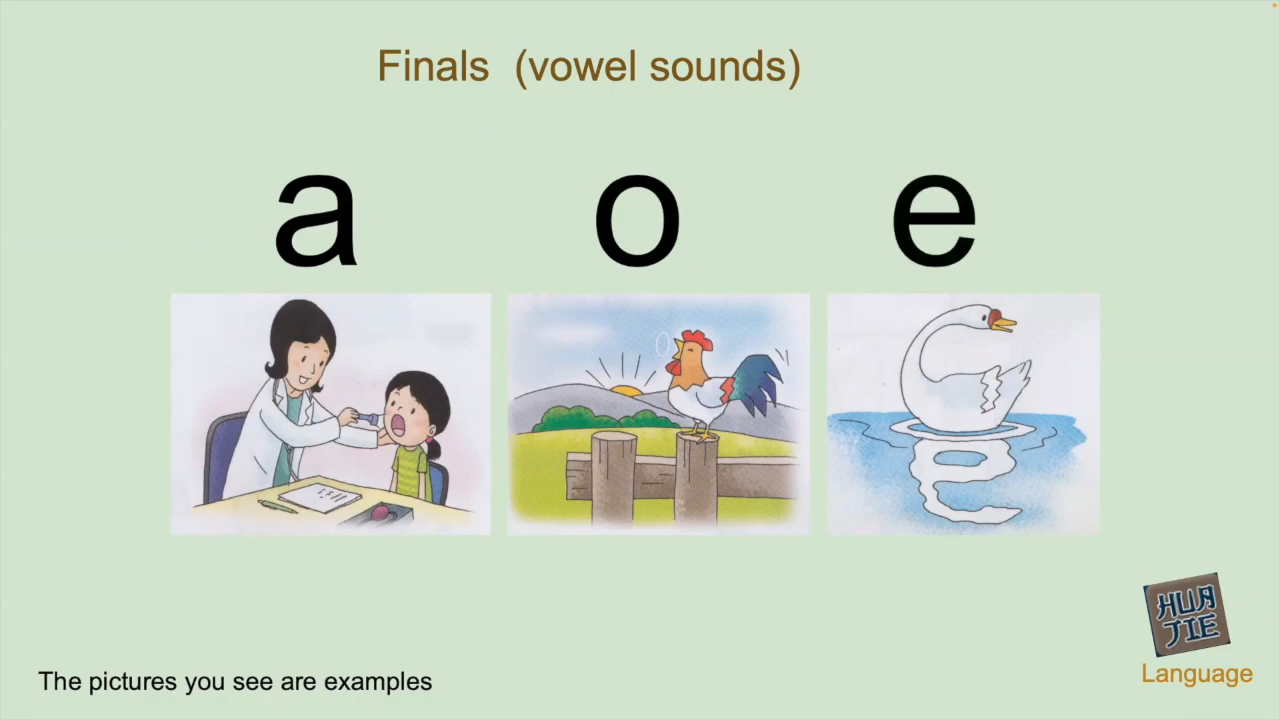 Finals (vowel sounds)
a o e
The pictures you see are examples
HUA
JIE
Language